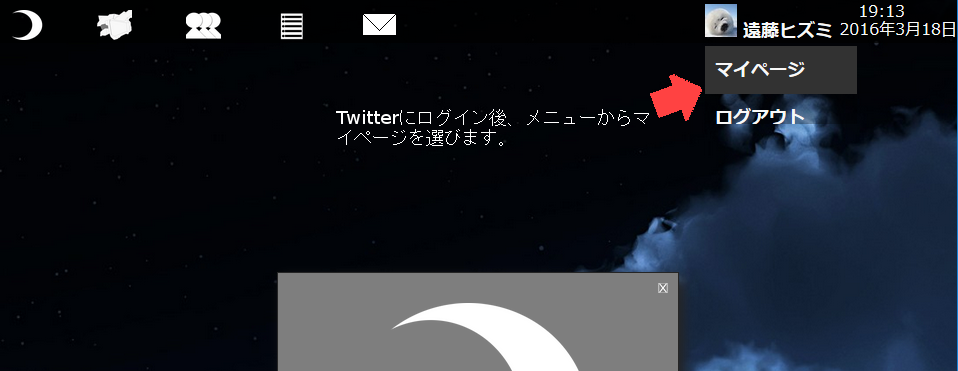 19:13
遠藤ヒズミ 2016年3月18日
マイページ
Twitterにログイン後、メニューからマ
イページを選びます。
ログアウト
X